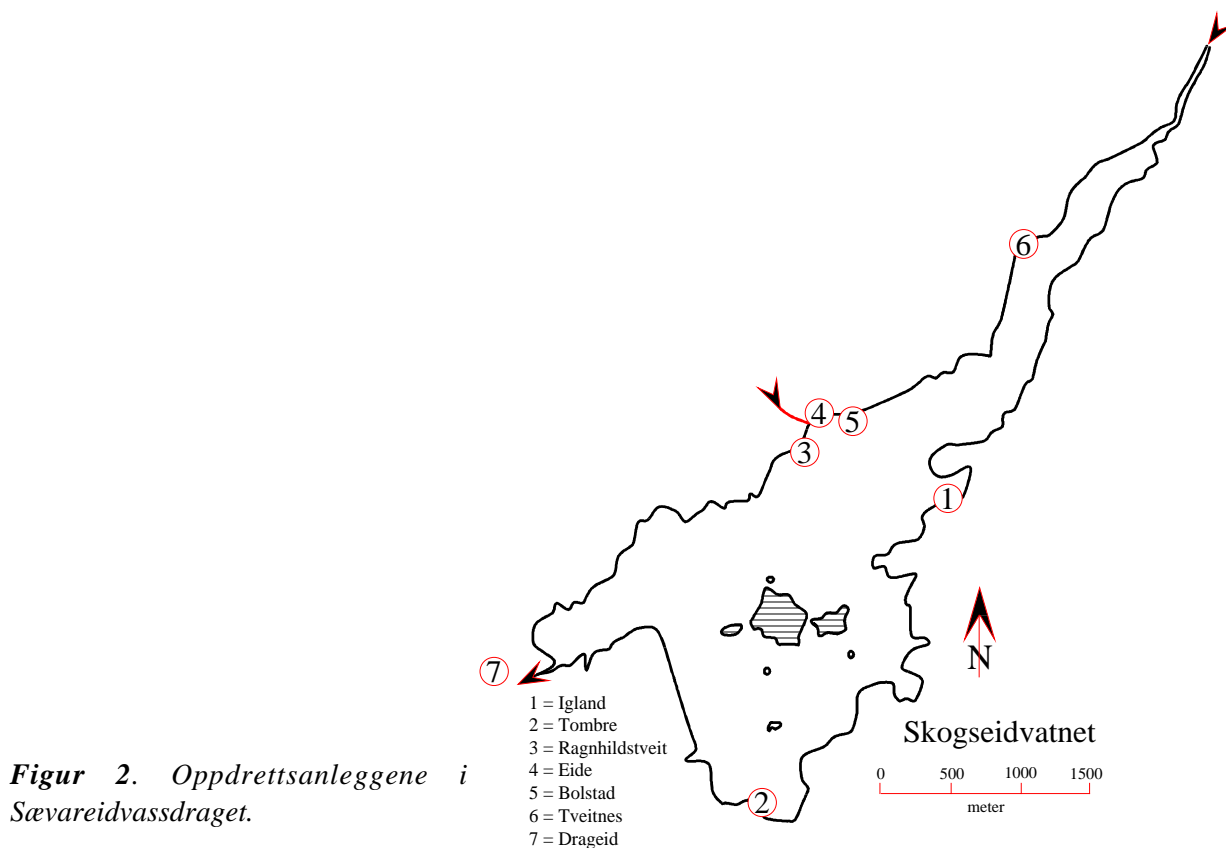 6
4
5
3
1
7
N
1 = Igland
2 = Tombre
3 = Ragnhildstveit
4 = Eide
5 = Bolstad
6 = Tveitnes
7 = Drageid
2
Skogseidvatnet
0 500 1000 1500
meter
Figur 2. Oppdrettsanleggene i
Sævareidvassdraget.